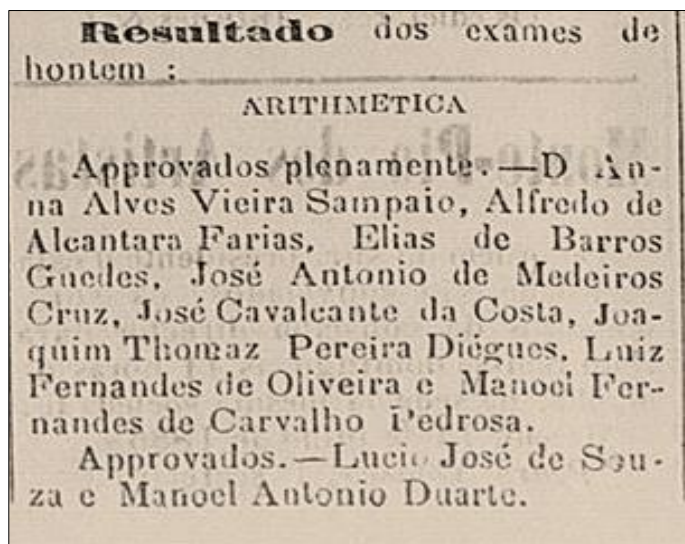 Resultado dos exames de
hontem :
ARITHMETICA
Approvados plenamente.—D An-
na Alves Vieira Sampaio, Alfredo de
Alcantara Farias, Elias de Barros
Guedes, José Antonio de Medeiros
Cruz, José Cavalcante da Costa, Joa-
quim Thomaz Pereira Diégues, Luiz
Fernandes de Oliveira e Manoel Fer-
nandes de Carvalho Pedrosa.
Approvados.—Lucio José de Sou-
za e Manoel Antonio Duarte.